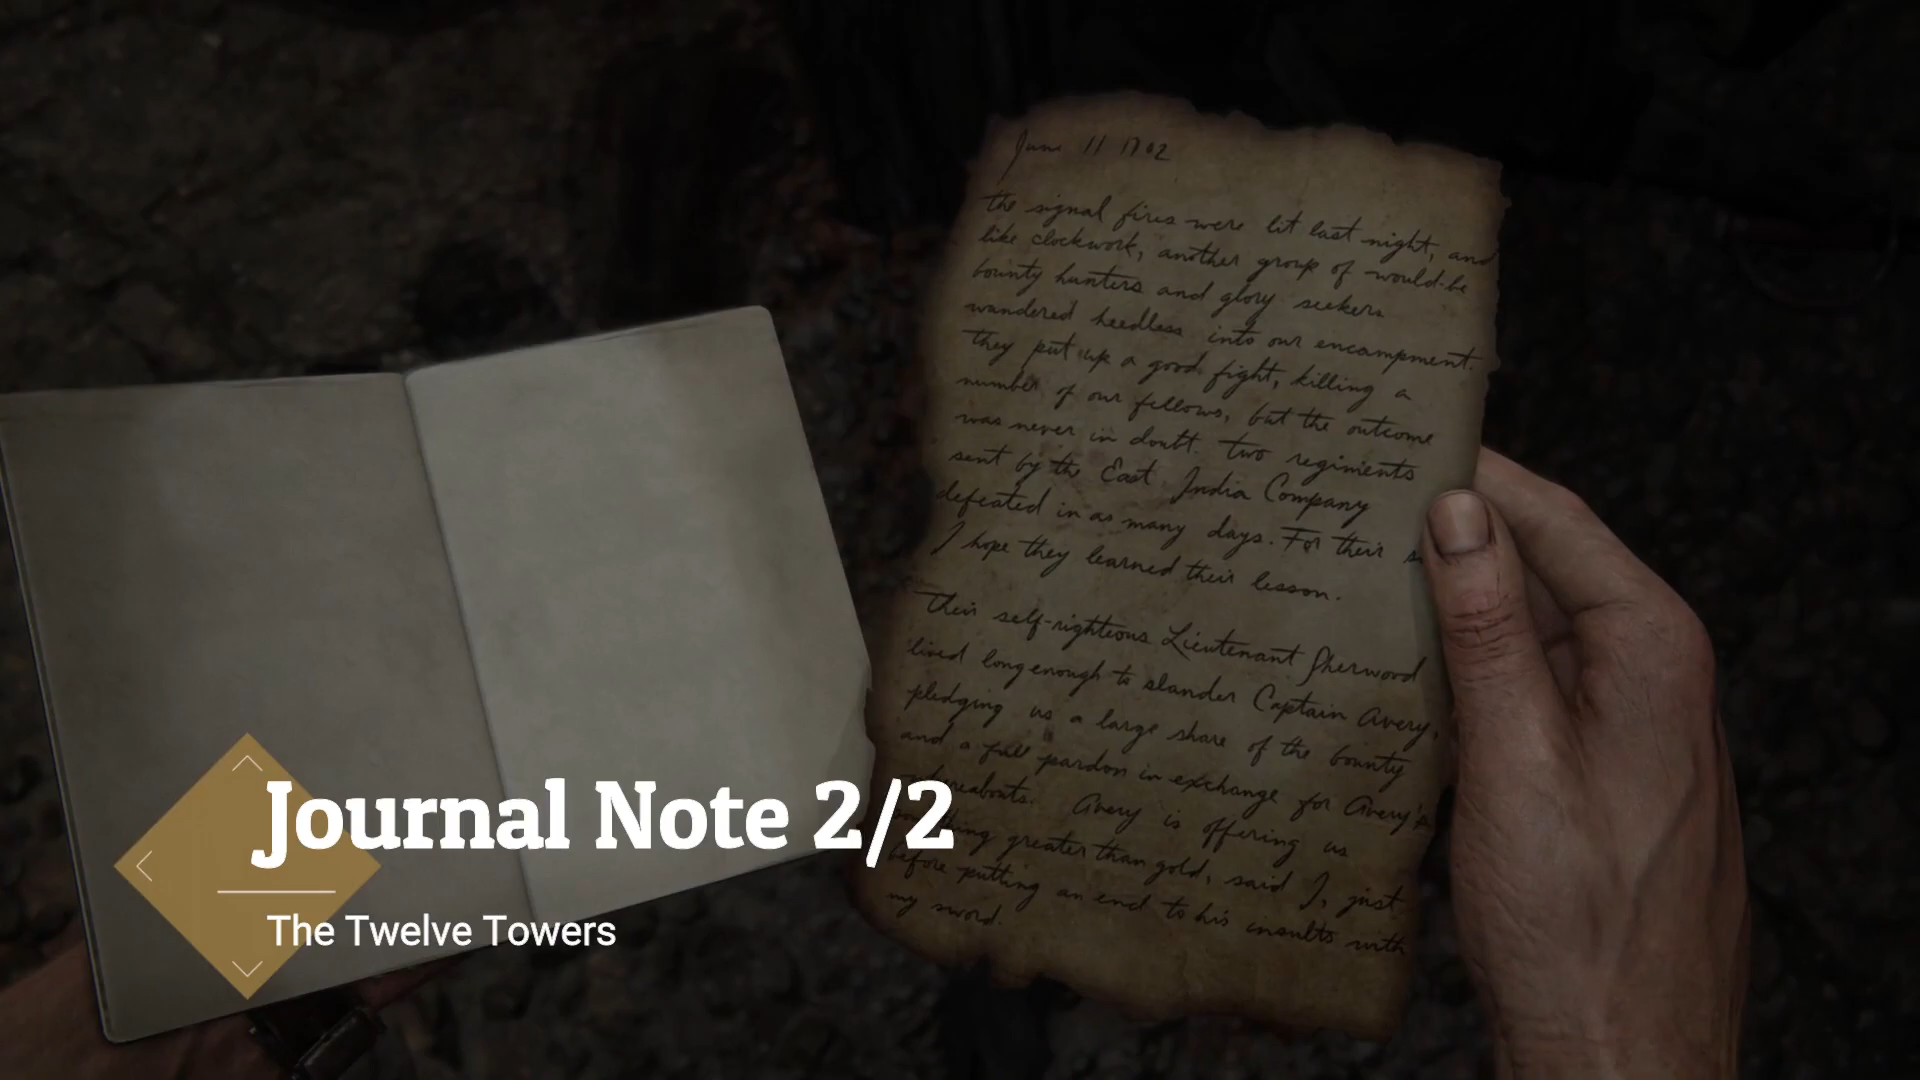 June 11 1702
the signal fires were lit last night, and
like clockwork, another group of would-be
bounty hunters and glory seekers
wandered heedless into our encampment.
they put up a good fight, killing a
number of our fellows, but the outcome
was never in doubt. two regiments
sent by the East India Company
defeated in as many days. For their
I hope they learned their lesson.
Their self-righteous Lieutenant Sherwood
lived long enough to slander Captain Avery,
pledging us a large share of the bounty
and a full pardon in exchange for Avery's
Avery is offering us
greater than gold, said I, just
before putting an end to his insults with
my sword.
Journal Note 2/2
The Twelve Towers